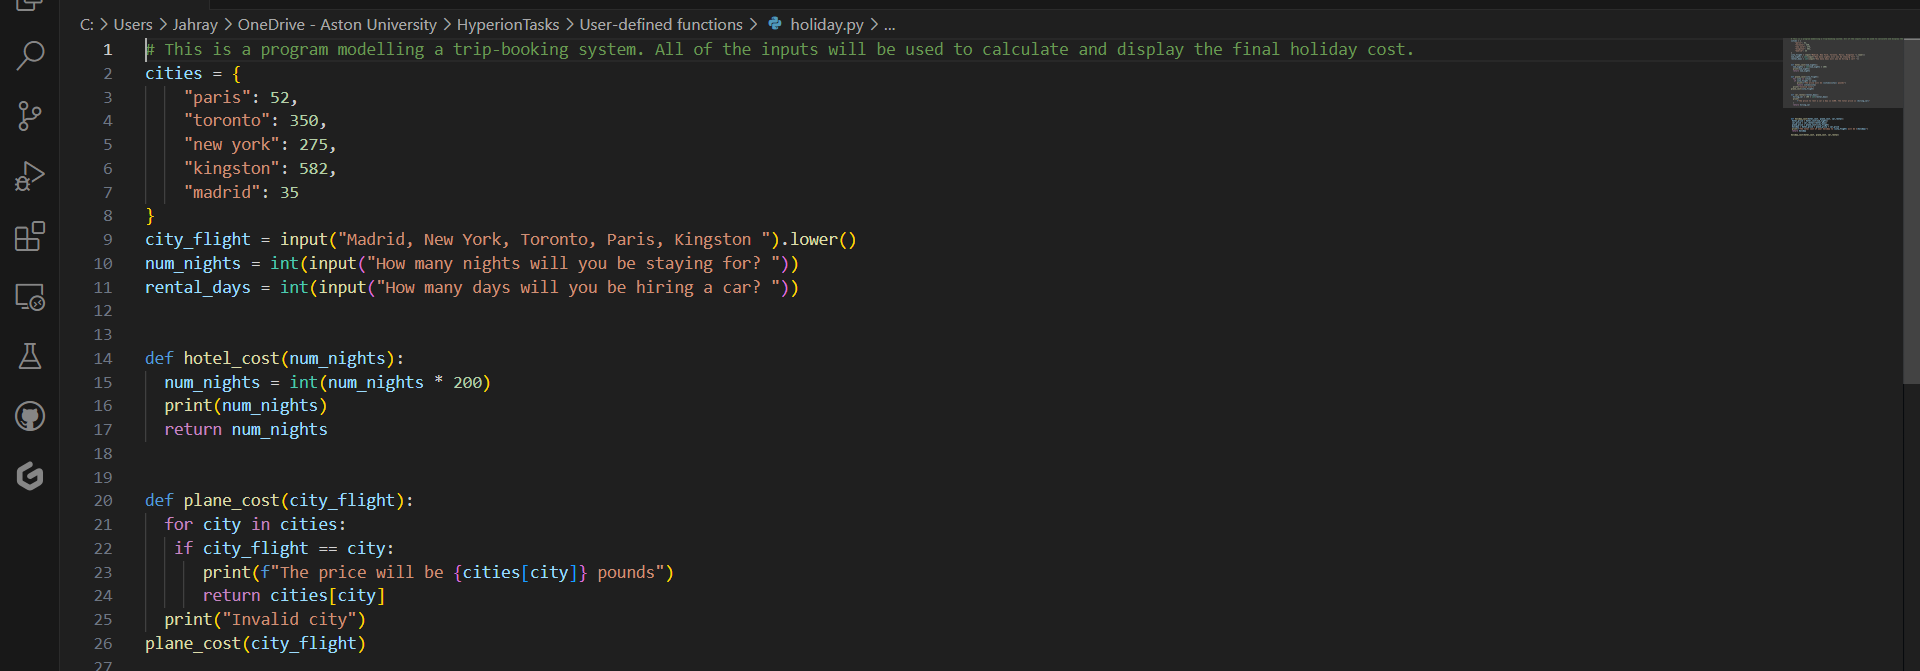 C: > Users > Jahray > OneDrive - Aston University > HyperionTasks > User-defined functions > holiday.py > ...
1 # This is a program modelling a trip-booking system. All of the inputs will be used to calculate and display the final holiday cost.
2 cities = {
3     "paris": 52,
4     "toronto": 350,
5     "new york": 275,
6     "kingston": 582,
7     "madrid": 35
8 }
9 city_flight = input("Madrid, New York, Toronto, Paris, Kingston ").lower()
10 num_nights = int(input("How many nights will you be staying for? "))
11 rental_days = int(input("How many days will you be hiring a car? "))
12
13
14 def hotel_cost(num_nights):
15   num_nights = int(num_nights * 200)
16   print(num_nights)
17   return num_nights
18
19
20 def plane_cost(city_flight):
21   for city in cities:
22    if city_flight == city:
23       print(f"The price will be {cities[city]} pounds")
24       return cities[city]
25   print("Invalid city")
26 plane_cost(city_flight)
27